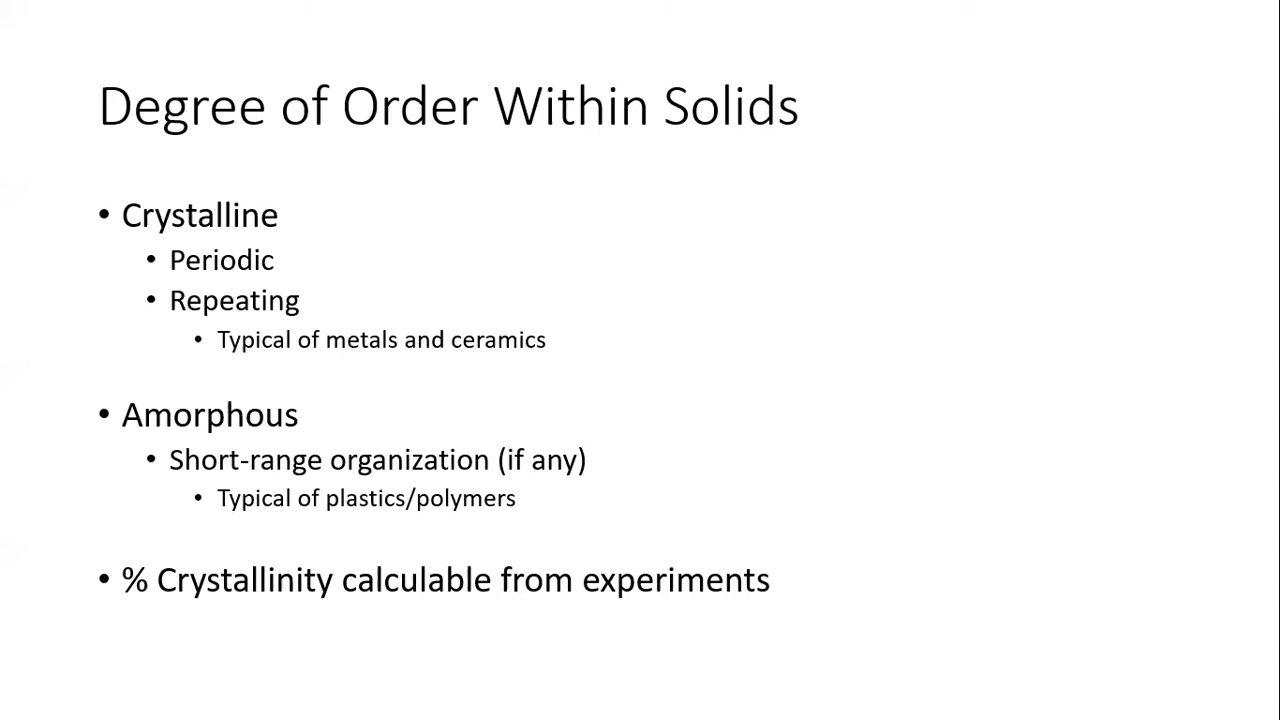 Degree of Order Within Solids
• Crystalline
• Periodic
• Repeating
• Typical of metals and ceramics
• Amorphous
• Short-range organization (if any)
• Typical of plastics/polymers
• % Crystallinity calculable from experiments